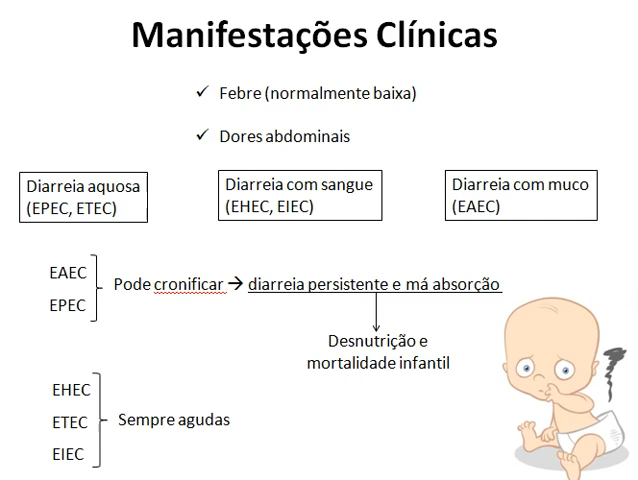 Manifestações Clínicas
✓ Febre (normalmente baixa)
✓ Dores abdominais
Diarreia aquosa
(EPEC, ETEC)
Diarreia com sangue
(EHEC, EIEC)
Diarreia com muco
(EAEC)
EAEC
EPEC
Pode cronificar → diarreia persistente e má absorção
Desnutrição e
mortalidade infantil
EHEC
ETEC
EIEC
Sempre agudas